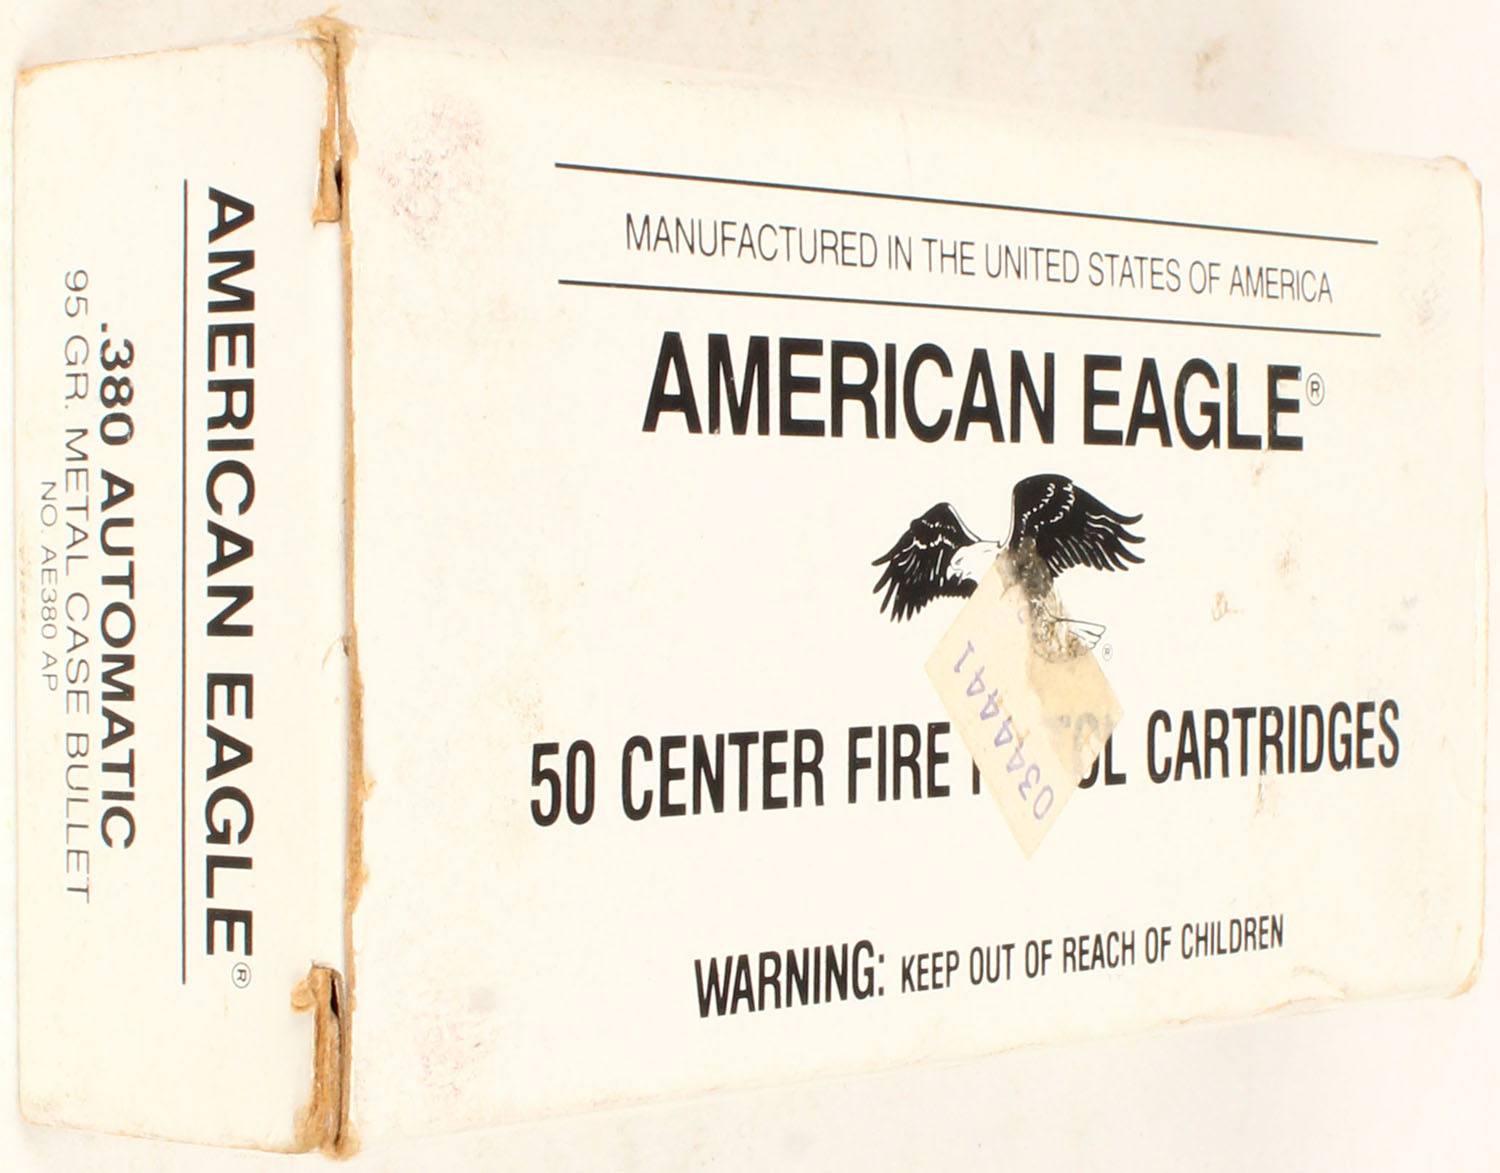 AMERICAN EAGLE®
.380 AUTOMATIC
95 GR. METAL CASE BULLET
NO. AE380 AP
MANUFACTURED IN THE UNITED STATES OF AMERICA
AMERICAN EAGLE®
®
50 CENTER FIRE CARTRIDGES
0344441
WARNING: KEEP OUT OF REACH OF CHILDREN